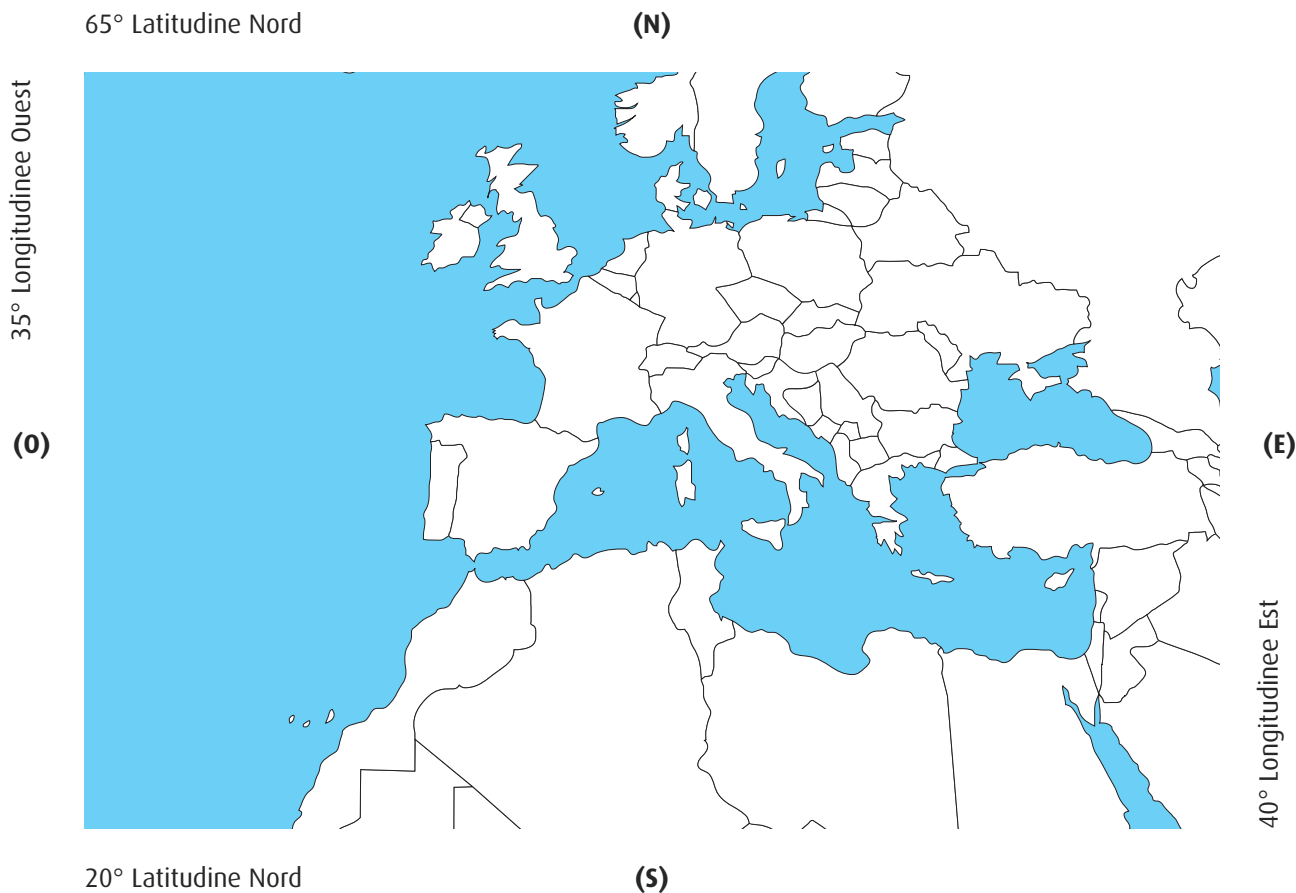 65° Latitudine Nord
(N)
35° Longitudinee Ouest
(O)
(E)
40° Longitudinee Est
20° Latitudine Nord
(S)